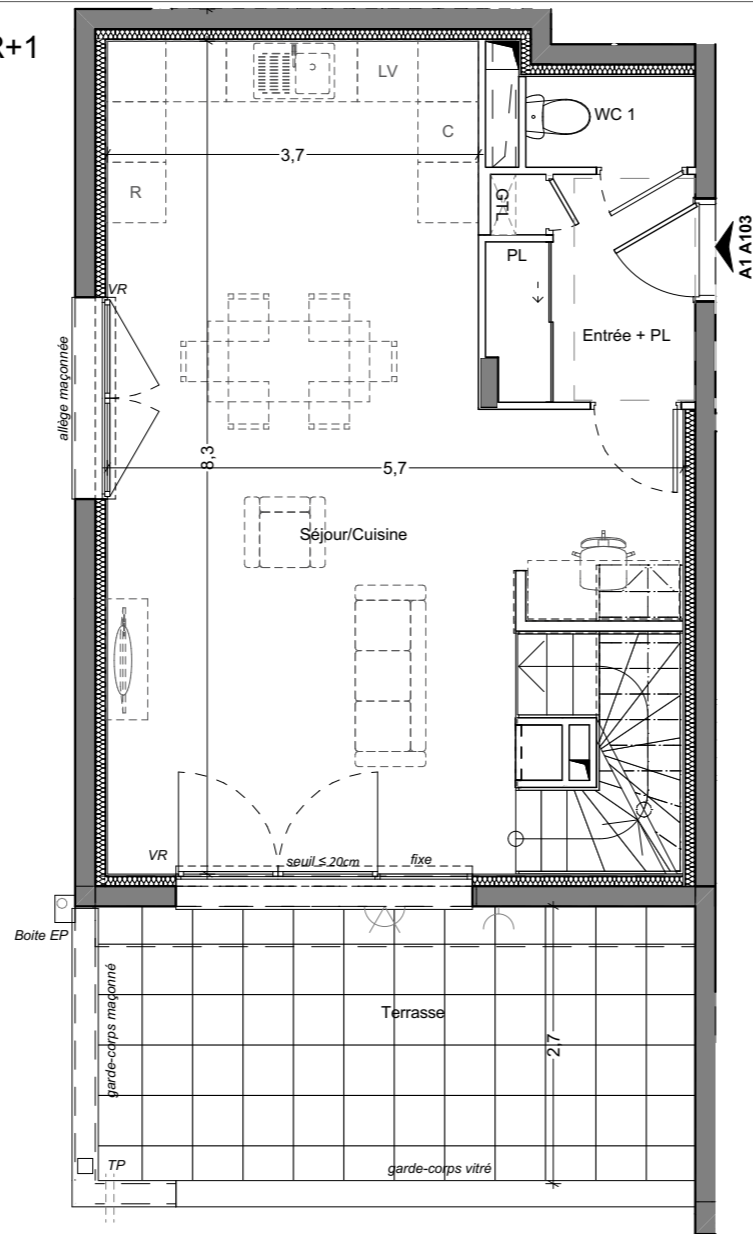 R+1
LV
WC 1
C
3,7
R
GTL
PL
A1 A103
VR
Entrée + PL
allège maçonnée
8,3
5,7
Séjour/Cuisine
VR
seuil ≤ 20cm
fixe
Boite EP
garde-corps maçonné
Terrasse
2,7
TP
garde-corps vitré